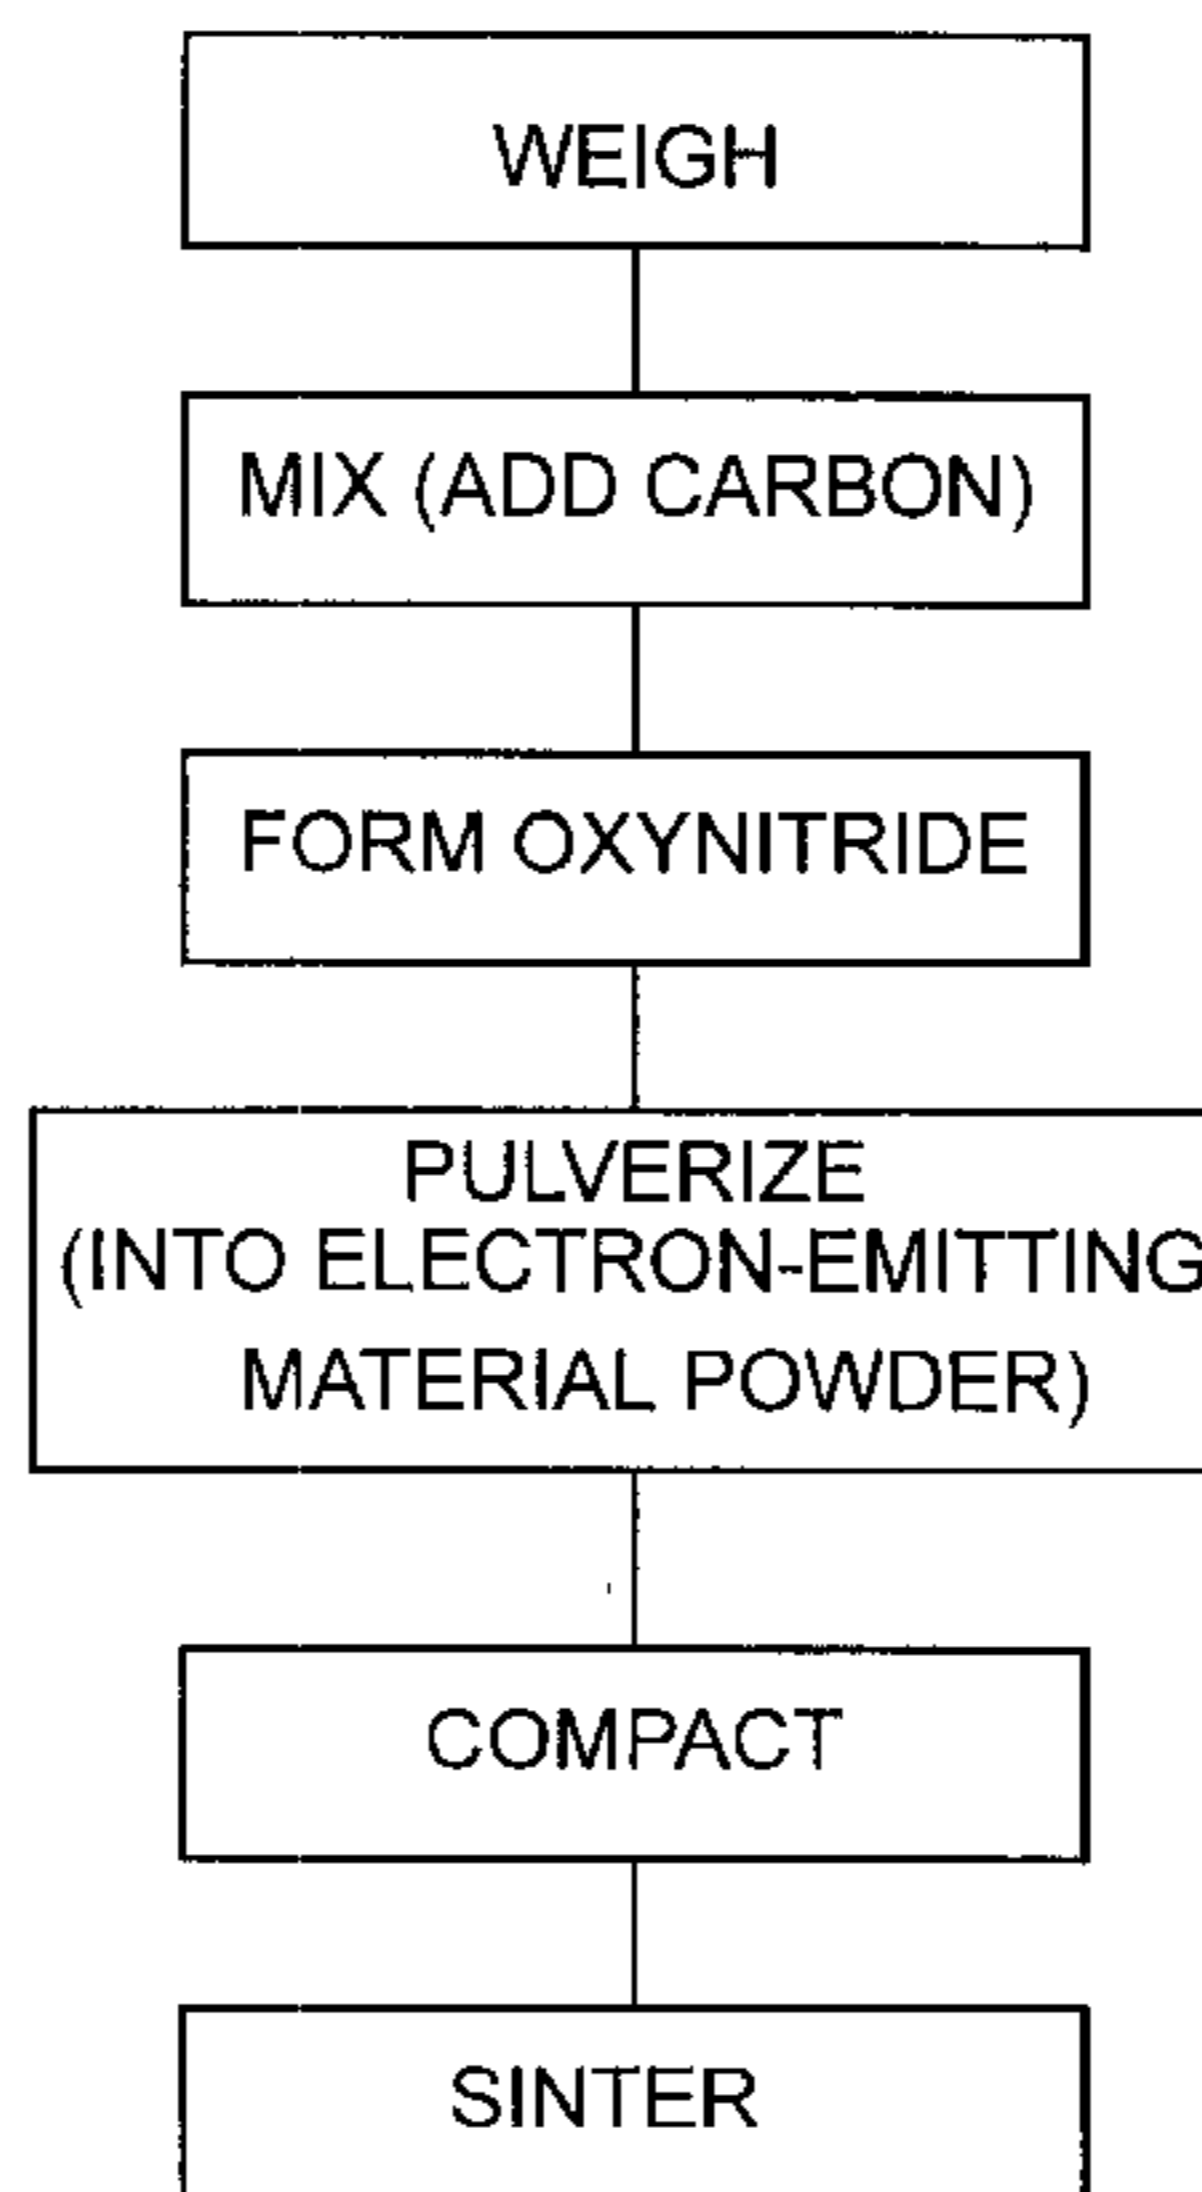 WEIGH
MIX (ADD CARBON)
FORM OXYNITRIDE
PULVERIZE
(INTO ELECTRON-EMITTING
MATERIAL POWDER)
COMPACT
SINTER